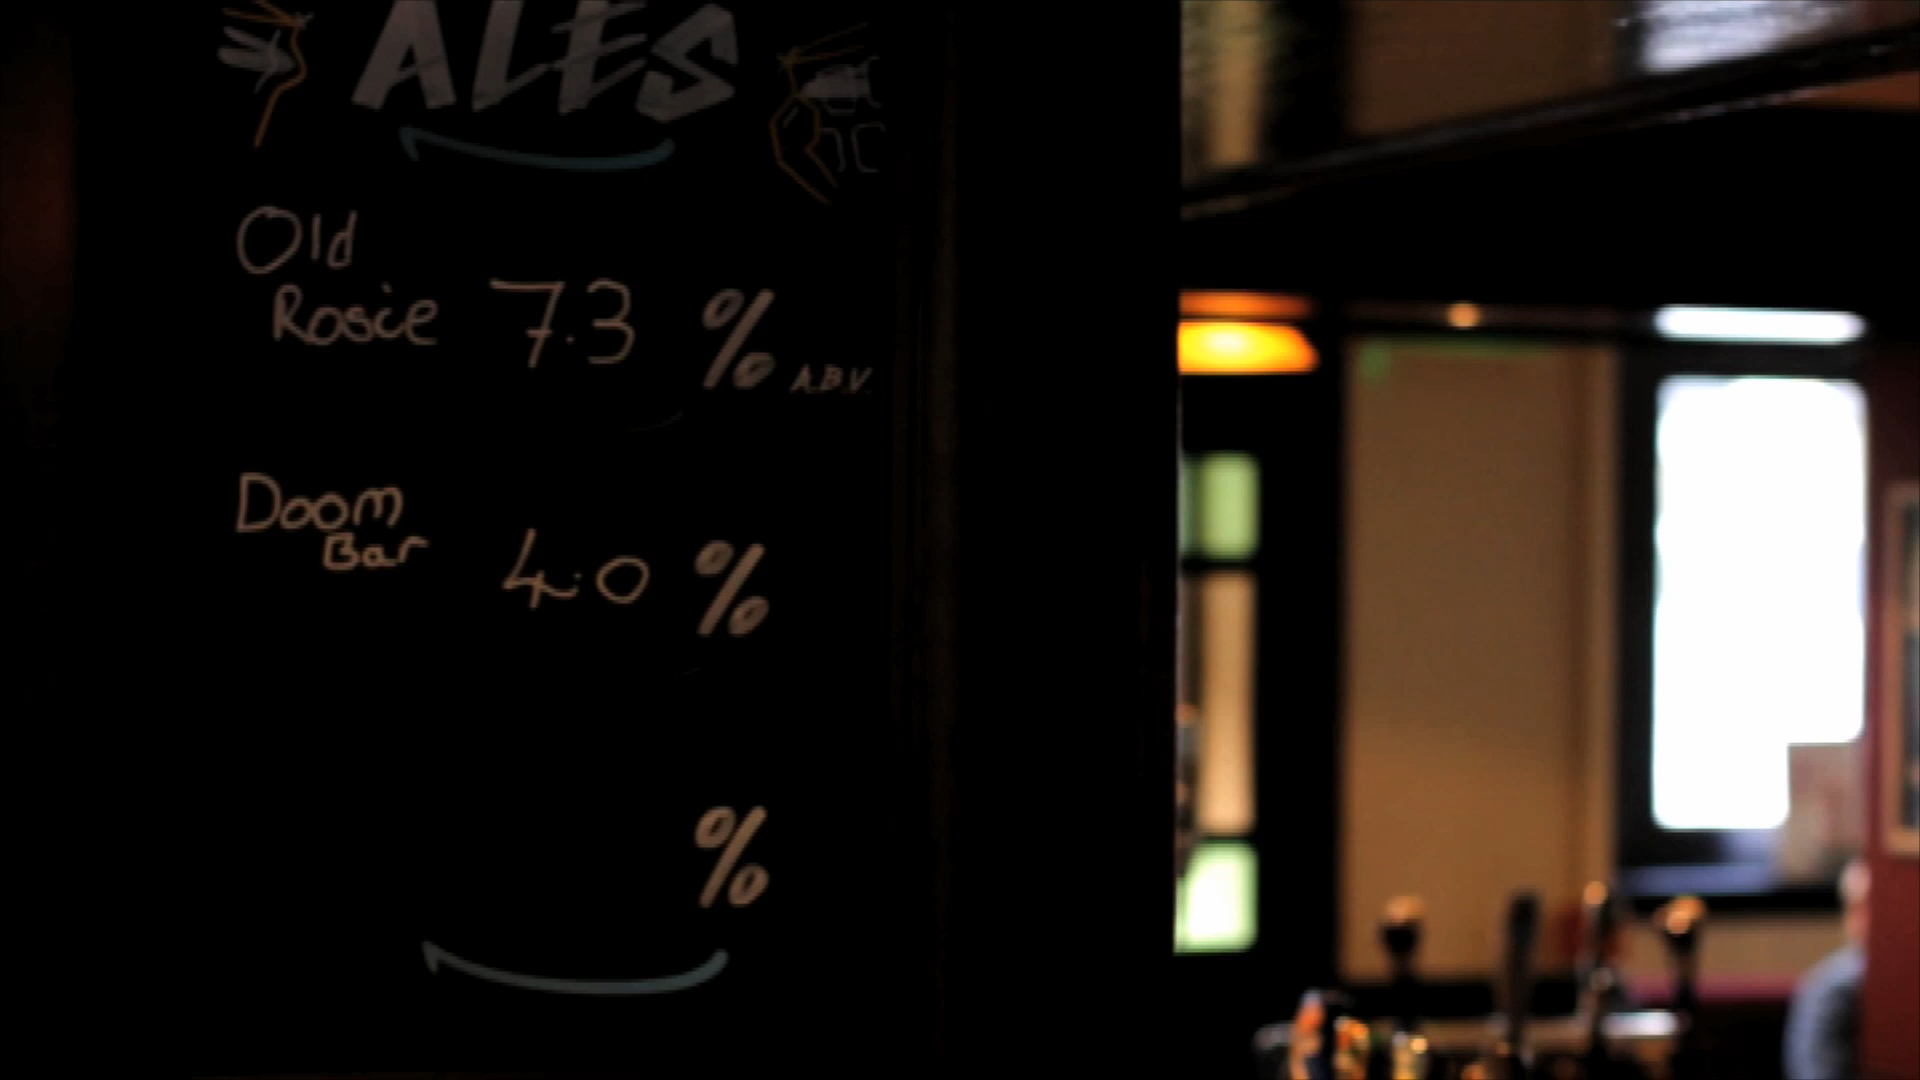 ALES
Old
Rosie 7.3 % A.B.V.
Doom
Bar 4.0 %
%